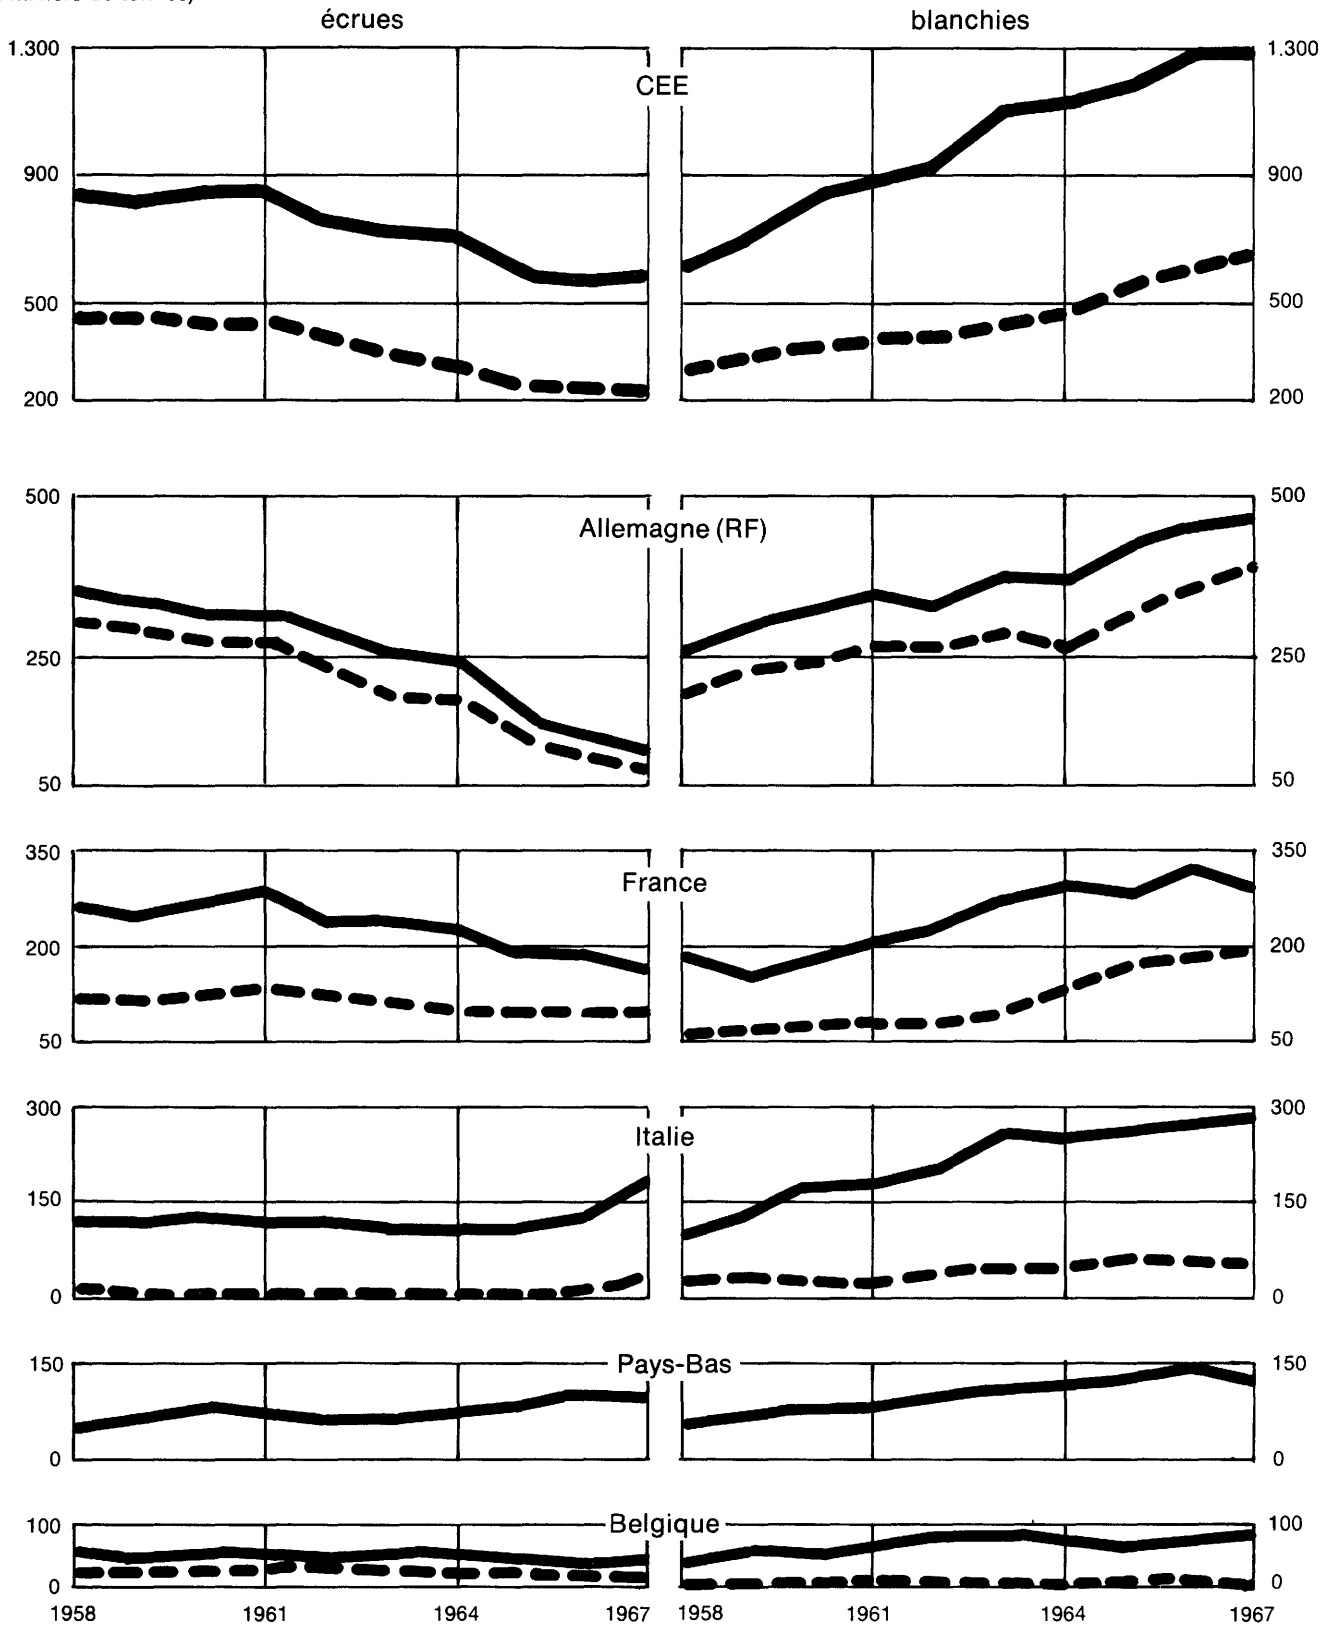 écrues blanchies
1.300 CEE 1.300
900 900
500 500
200 200
500 500
Allemagne (RF)
250 250
50 50
350 350
France
200 200
50 50
300 300
Italie
150 150
0 0
150 Pays-Bas 150
0 0
100 Belgique 100
0 0
1958 1961 1964 1967 1958 1961 1964 1967